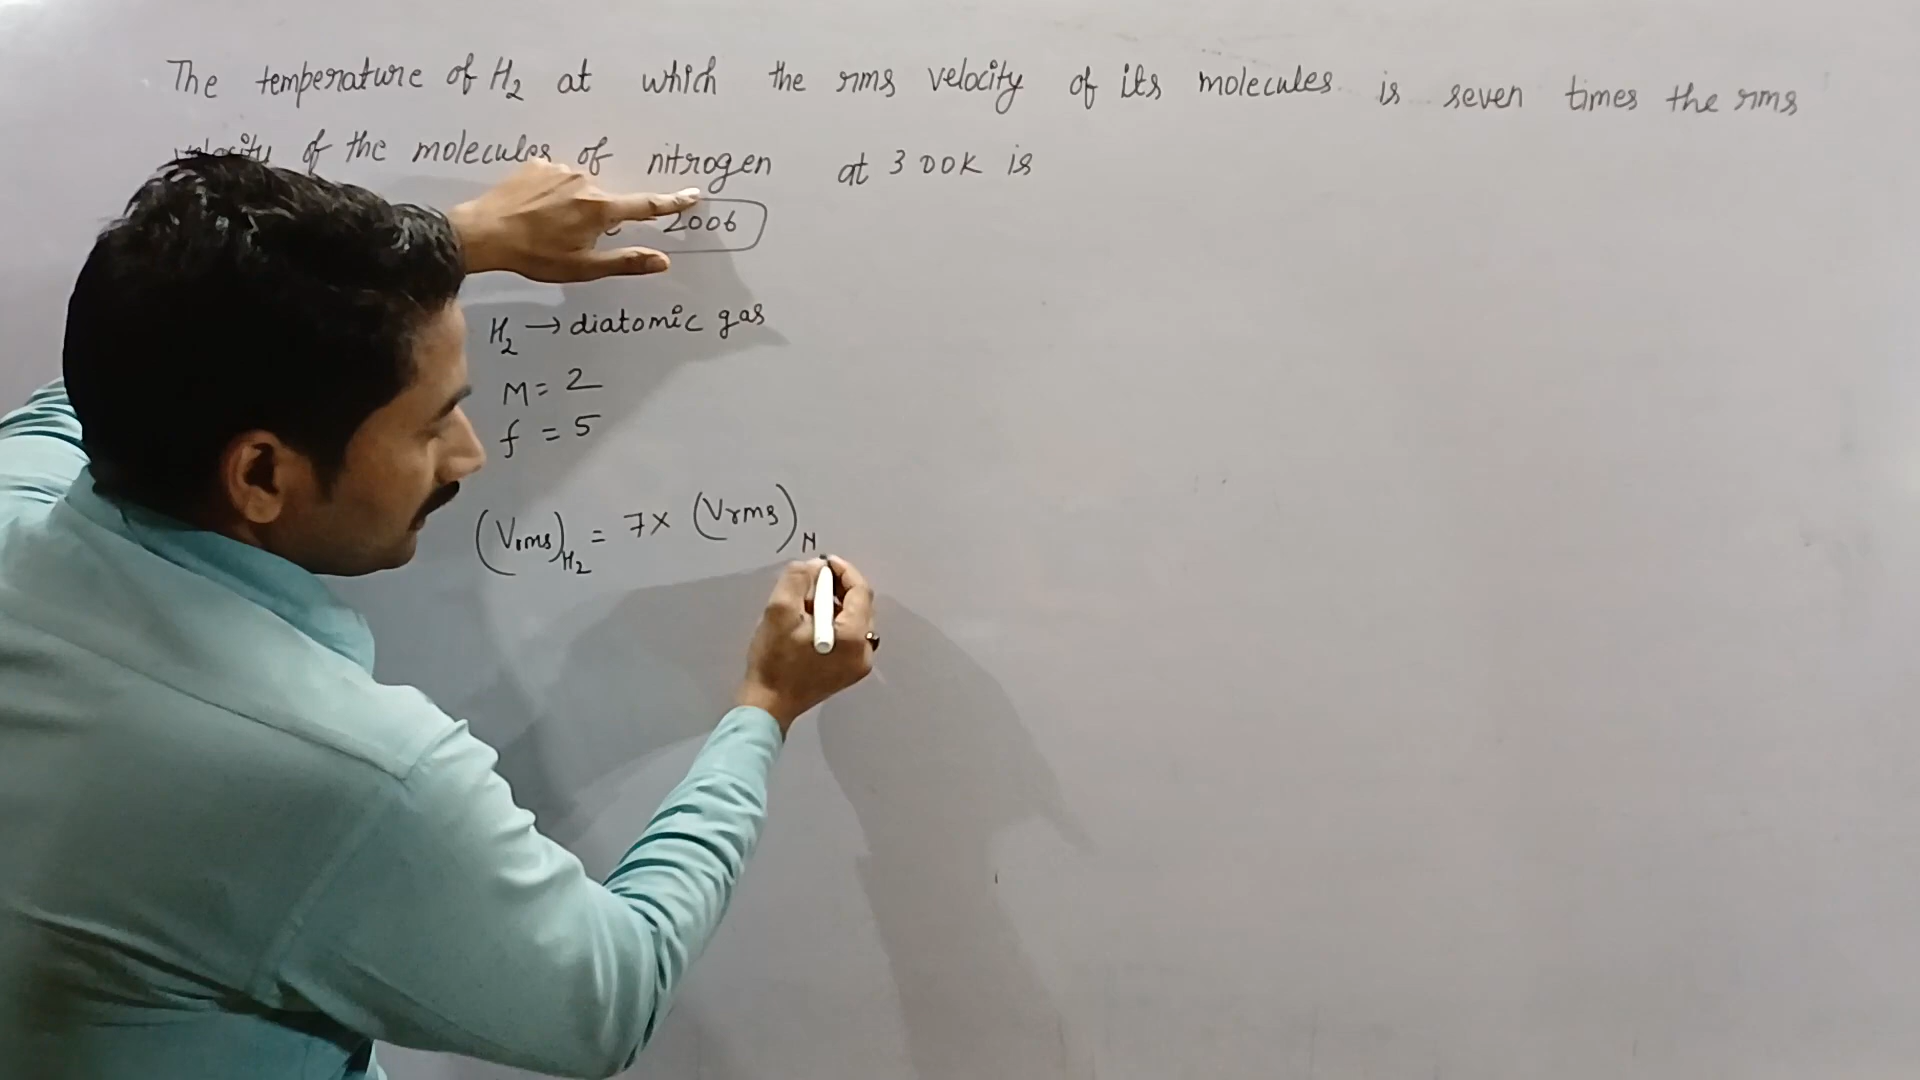 The temperature of H2 at which the rms velocity of its molecules is seven times the rms
velocity of the molecules of nitrogen at 300K is
2006
H2 → diatomic gas
M = 2
f = 5
(Vrms)H2 = 7× (Vrms)N